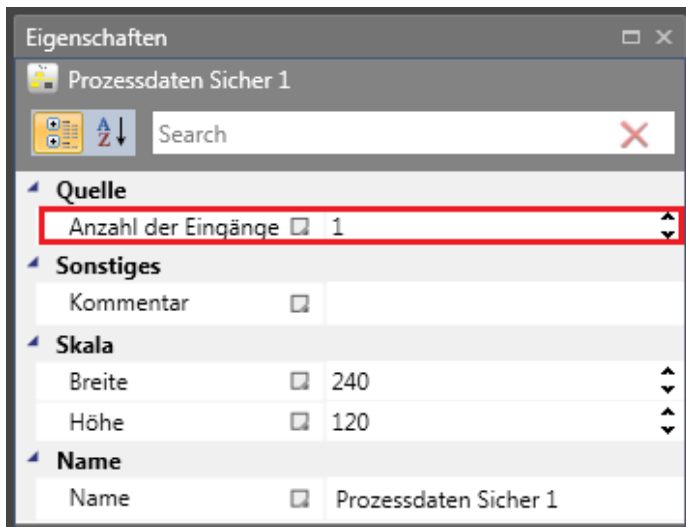 Eigenschaften
Prozessdaten Sicher 1
A Z Search
Quelle
Anzahl der Eingänge 1
Sonstiges
Kommentar
Skala
Breite 240
Höhe 120
Name
Name Prozessdaten Sicher 1